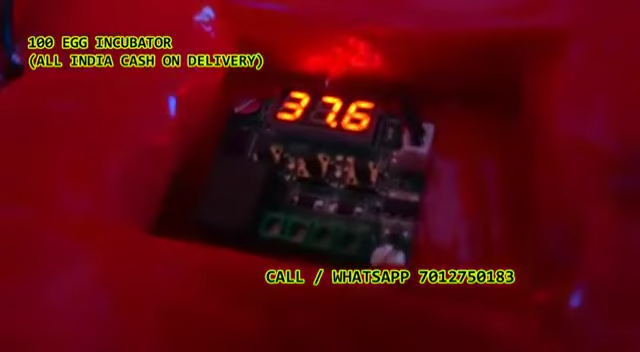 100 EGG INCUBATOR
(ALL INDIA CASH ON DELIVERY)
37.6
CALL / WHATSAPP 7012750183